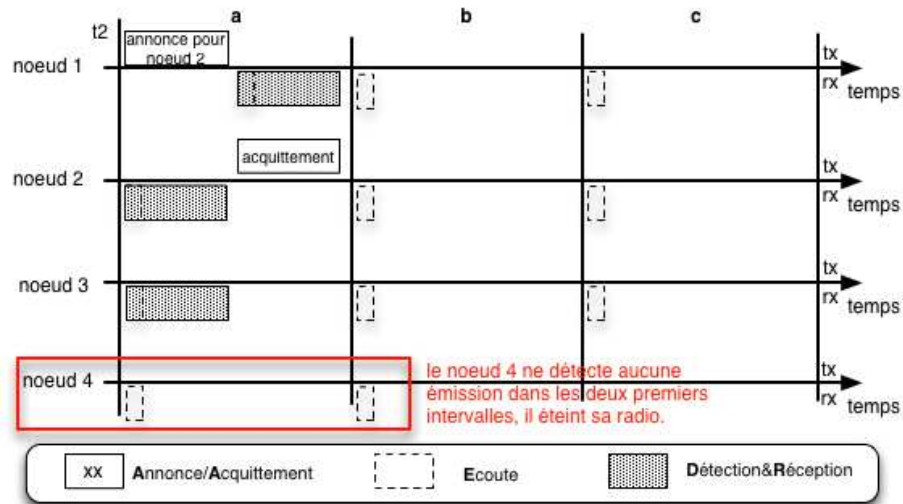 a b c
t2 annonce pour
noeud 2
noeud 1 tx
rx temps
acquittement
noeud 2 tx
rx temps
noeud 3 tx
rx temps
noeud 4 tx
rx temps
le noeud 4 ne détecte aucune
émission dans les deux premiers
intervalles, il éteint sa radio.
xx Annonce/Acquittement Ecoute Détection&Réception